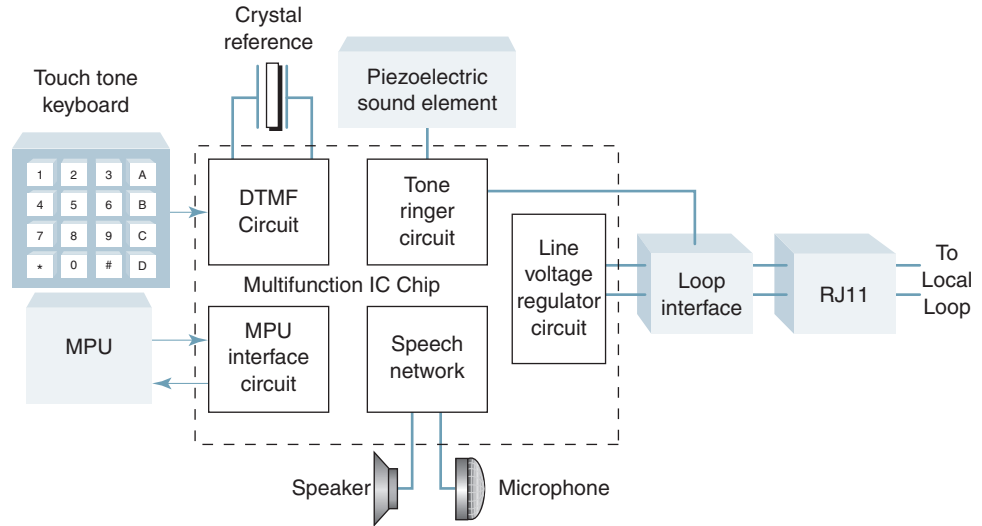 Crystal
reference
Touch tone
keyboard
Piezoelectric
sound element
1 2 3 A
4 5 6 B
7 8 9 C
* 0 # D
DTMF
Circuit
Tone
ringer
circuit
Line
voltage
regulator
circuit
Loop
interface
RJ11
To
Local
Loop
Multifunction IC Chip
MPU
MPU
interface
circuit
Speech
network
Speaker
Microphone